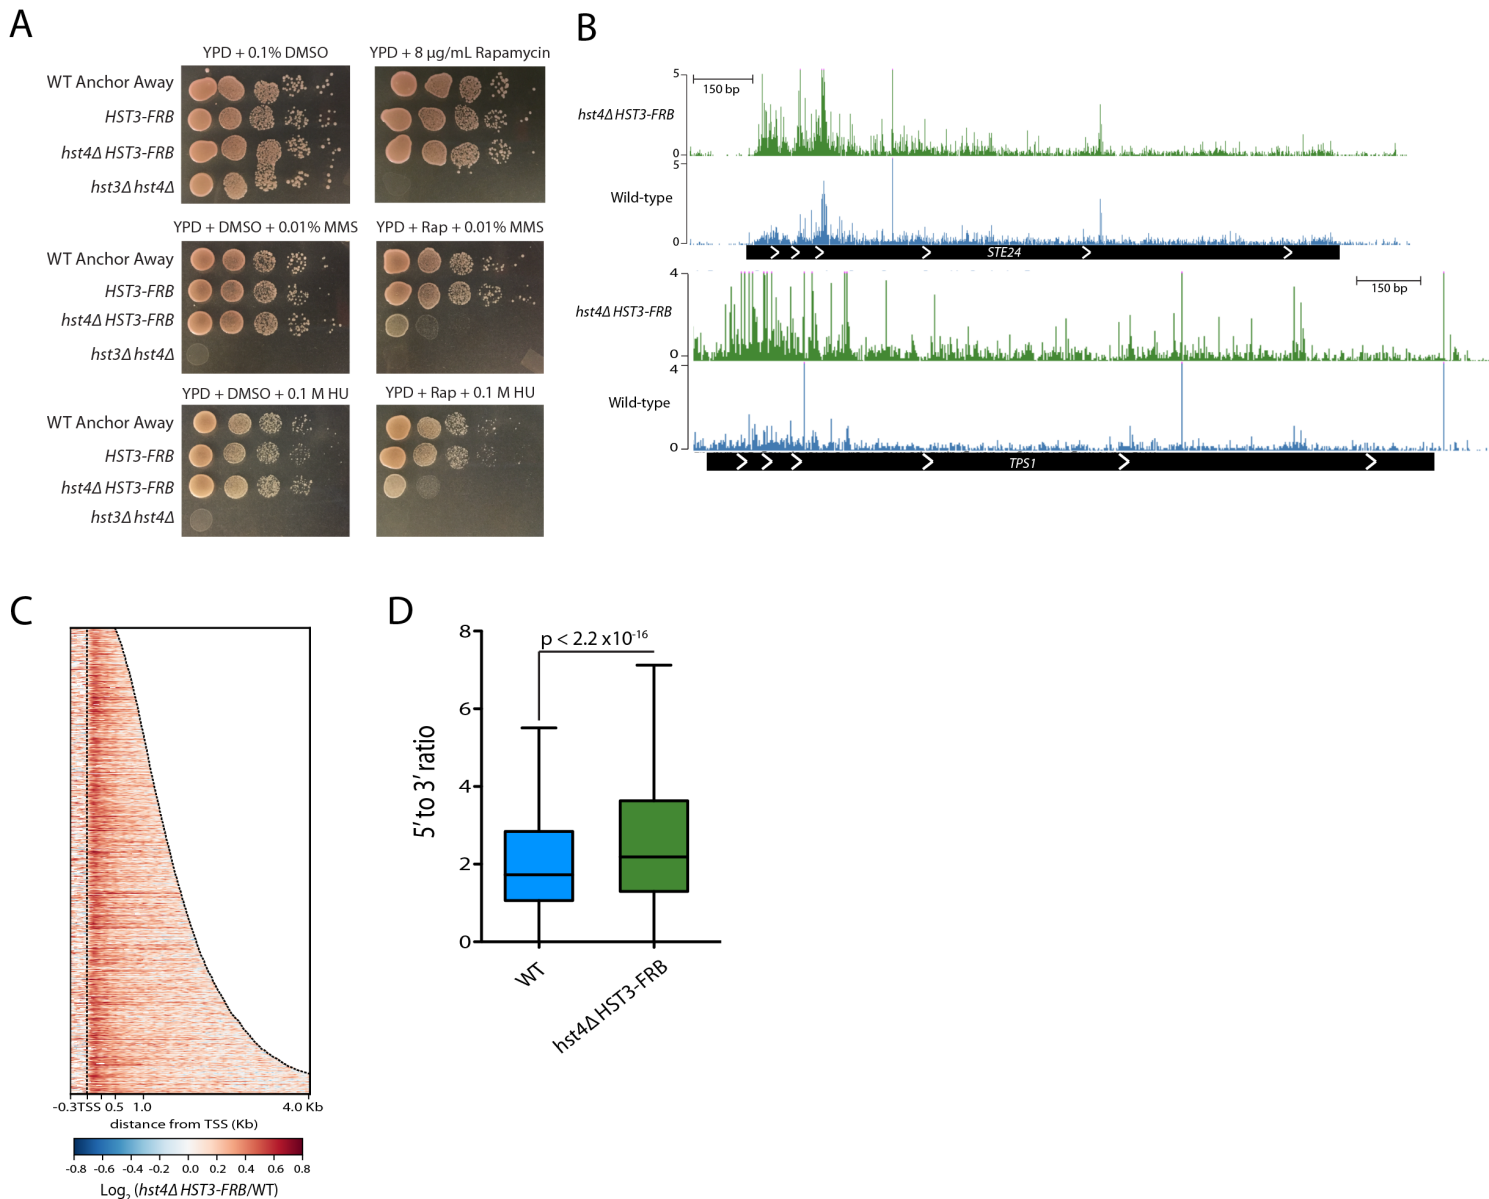 A
YPD + 0.1% DMSO
YPD + 8 µg/mL Rapamycin
WT Anchor Away
HST3-FRB
hst4Δ HST3-FRB
hst3Δ hst4Δ
YPD + DMSO + 0.01% MMS
YPD + Rap + 0.01% MMS
WT Anchor Away
HST3-FRB
hst4Δ HST3-FRB
hst3Δ hst4Δ
YPD + DMSO + 0.1 M HU
YPD + Rap + 0.1 M HU
WT Anchor Away
HST3-FRB
hst4Δ HST3-FRB
hst3Δ hst4Δ
B
5
150 bp
hst4Δ HST3-FRB
0
5
Wild-type
0
STE24
4
150 bp
hst4Δ HST3-FRB
0
4
Wild-type
0
TPS1
C
-0.3 TSS 0.5 1.0 4.0 Kb
distance from TSS (Kb)
-0.8 -0.6 -0.4 -0.2 0.0 0.2 0.4 0.6 0.8
Log₂ (hst4Δ HST3-FRB/WT)
D
8
p < 2.2 x10⁻¹⁶
6
4
2
0
5′ to 3′ ratio
WT
hst4Δ HST3-FRB